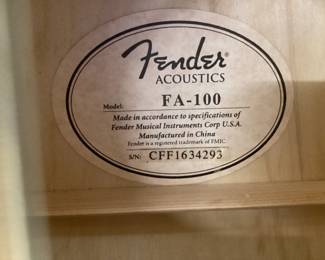 Fender
ACOUSTICS
Model: FA-100
Made in accordance to specifications of
Fender Musical Instruments Corp U.S.A.
Manufactured in China
Fender is a registered trademark of FMIC.
S/N: CFF1634293